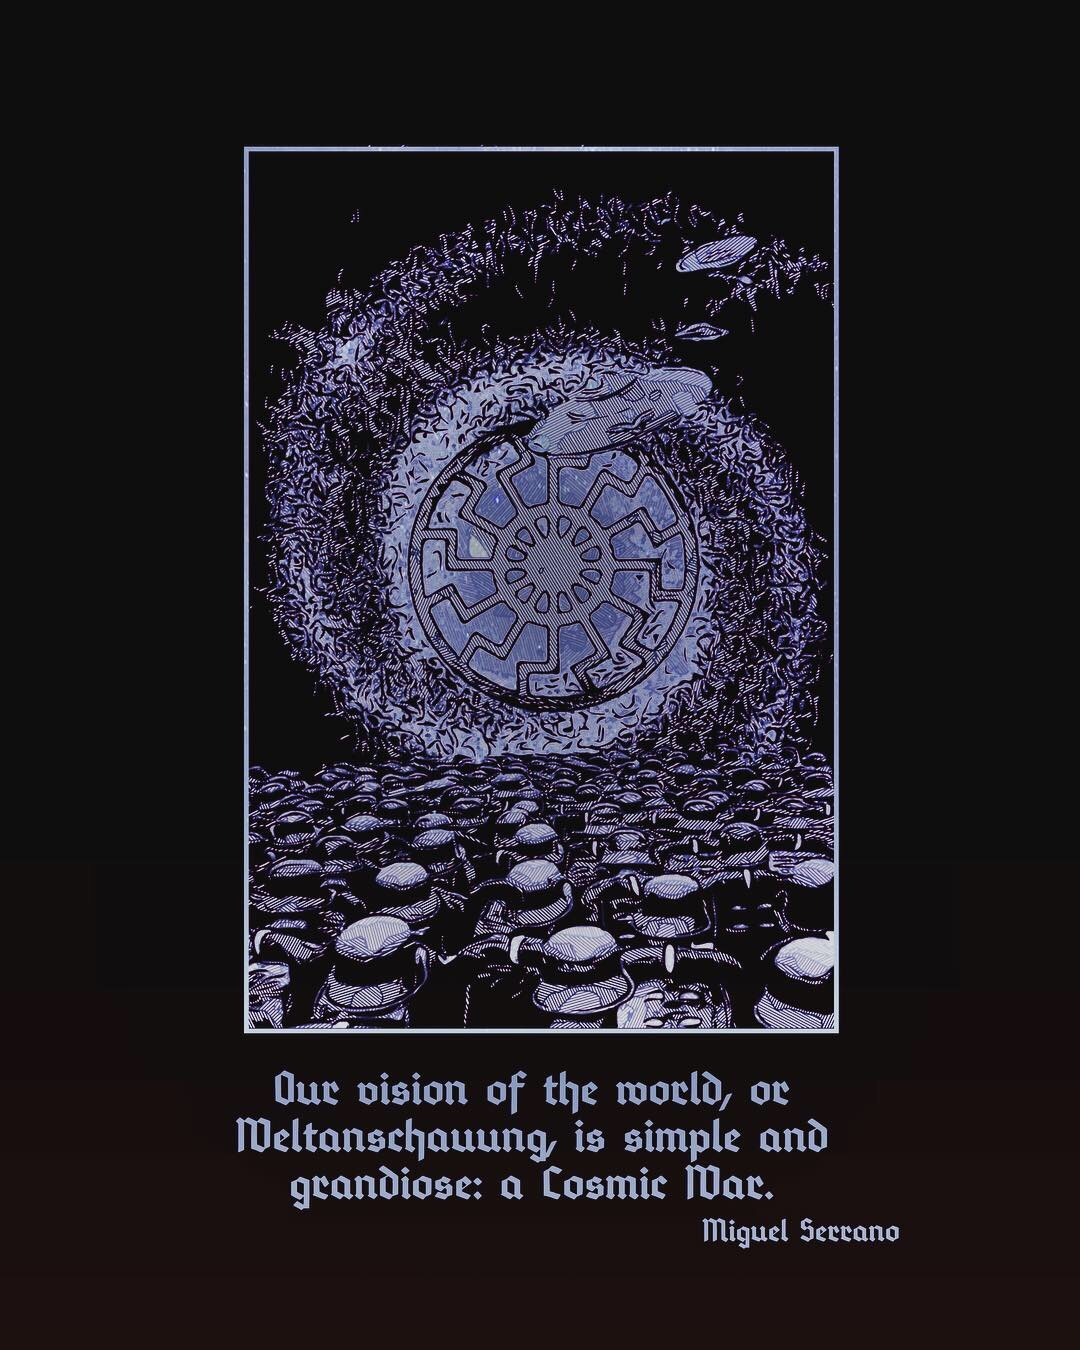 Our vision of the world, or
Weltanschauung, is simple and
grandiose: a Cosmic War.
Miguel Serrano